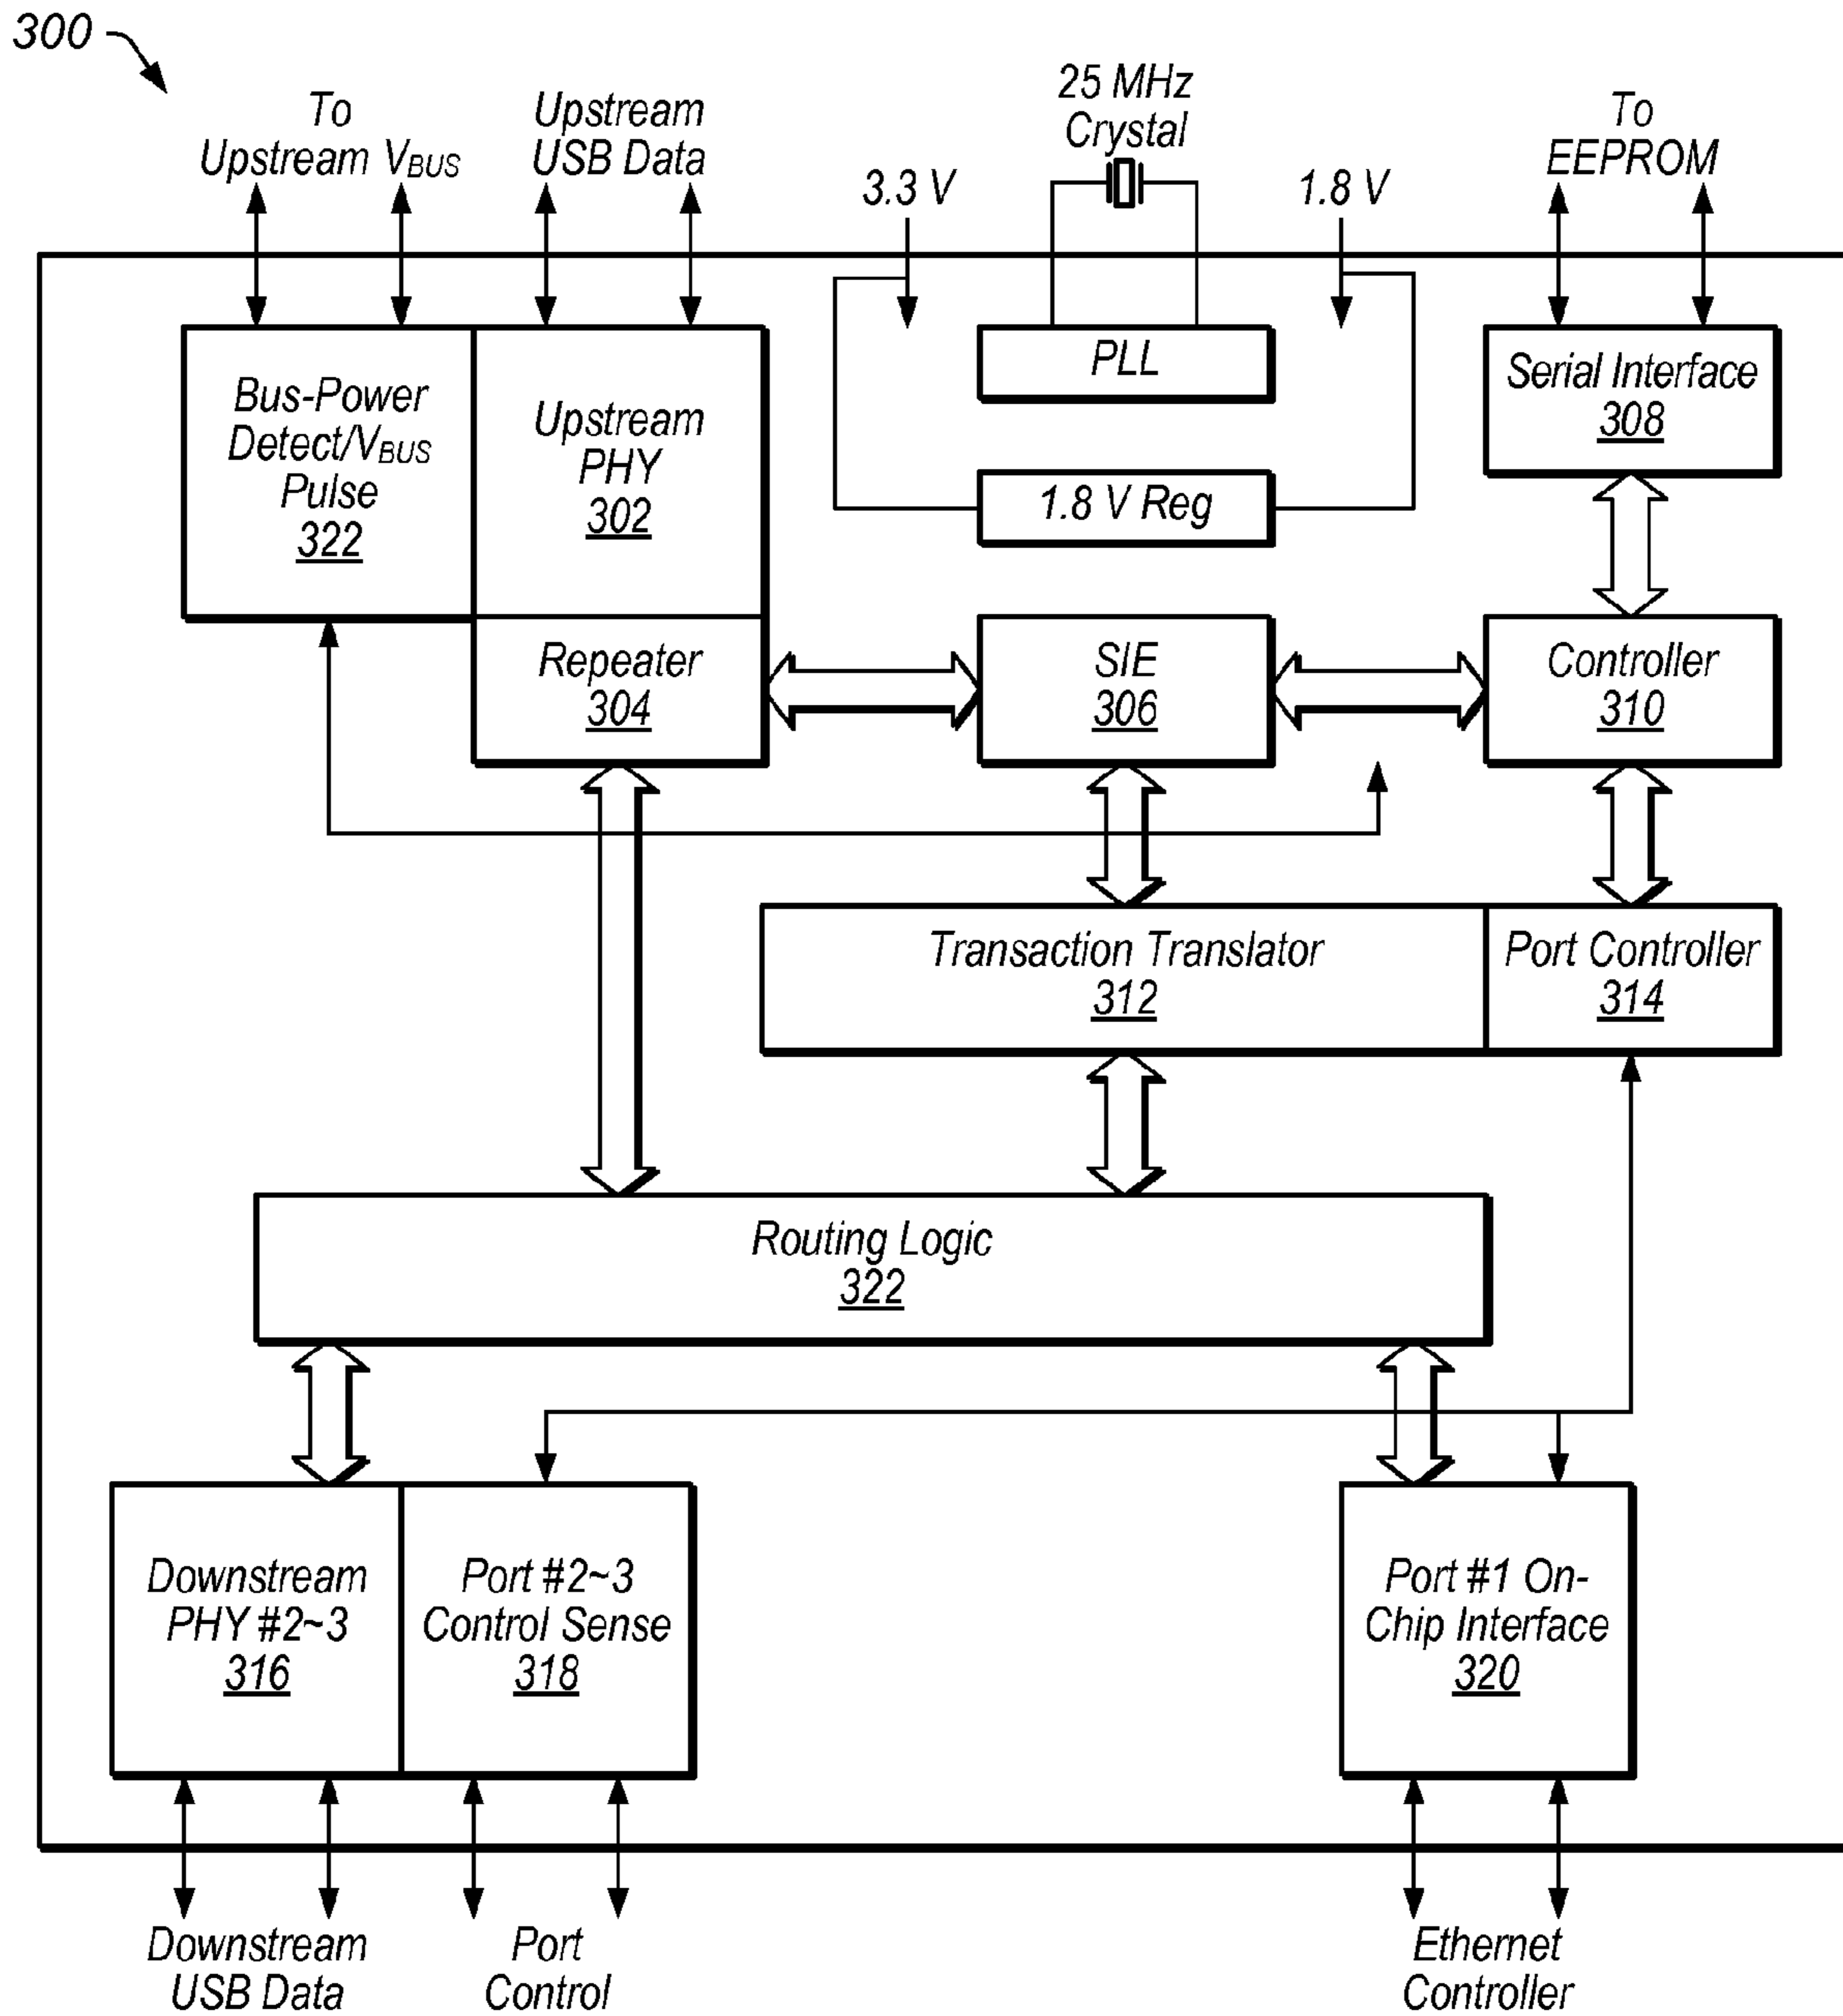 300
To
Upstream VBUS
Upstream
USB Data
3.3 V
25 MHz
Crystal
1.8 V
To
EEPROM
Bus-Power
Detect/VBUS
Pulse
322
Upstream
PHY
302
PLL
1.8 V Reg
Serial Interface
308
Repeater
304
SIE
306
Controller
310
Transaction Translator
312
Port Controller
314
Routing Logic
322
Downstream
PHY #2~3
316
Port #2~3
Control Sense
318
Port #1 On-
Chip Interface
320
Downstream
USB Data
Port
Control
Ethernet
Controller